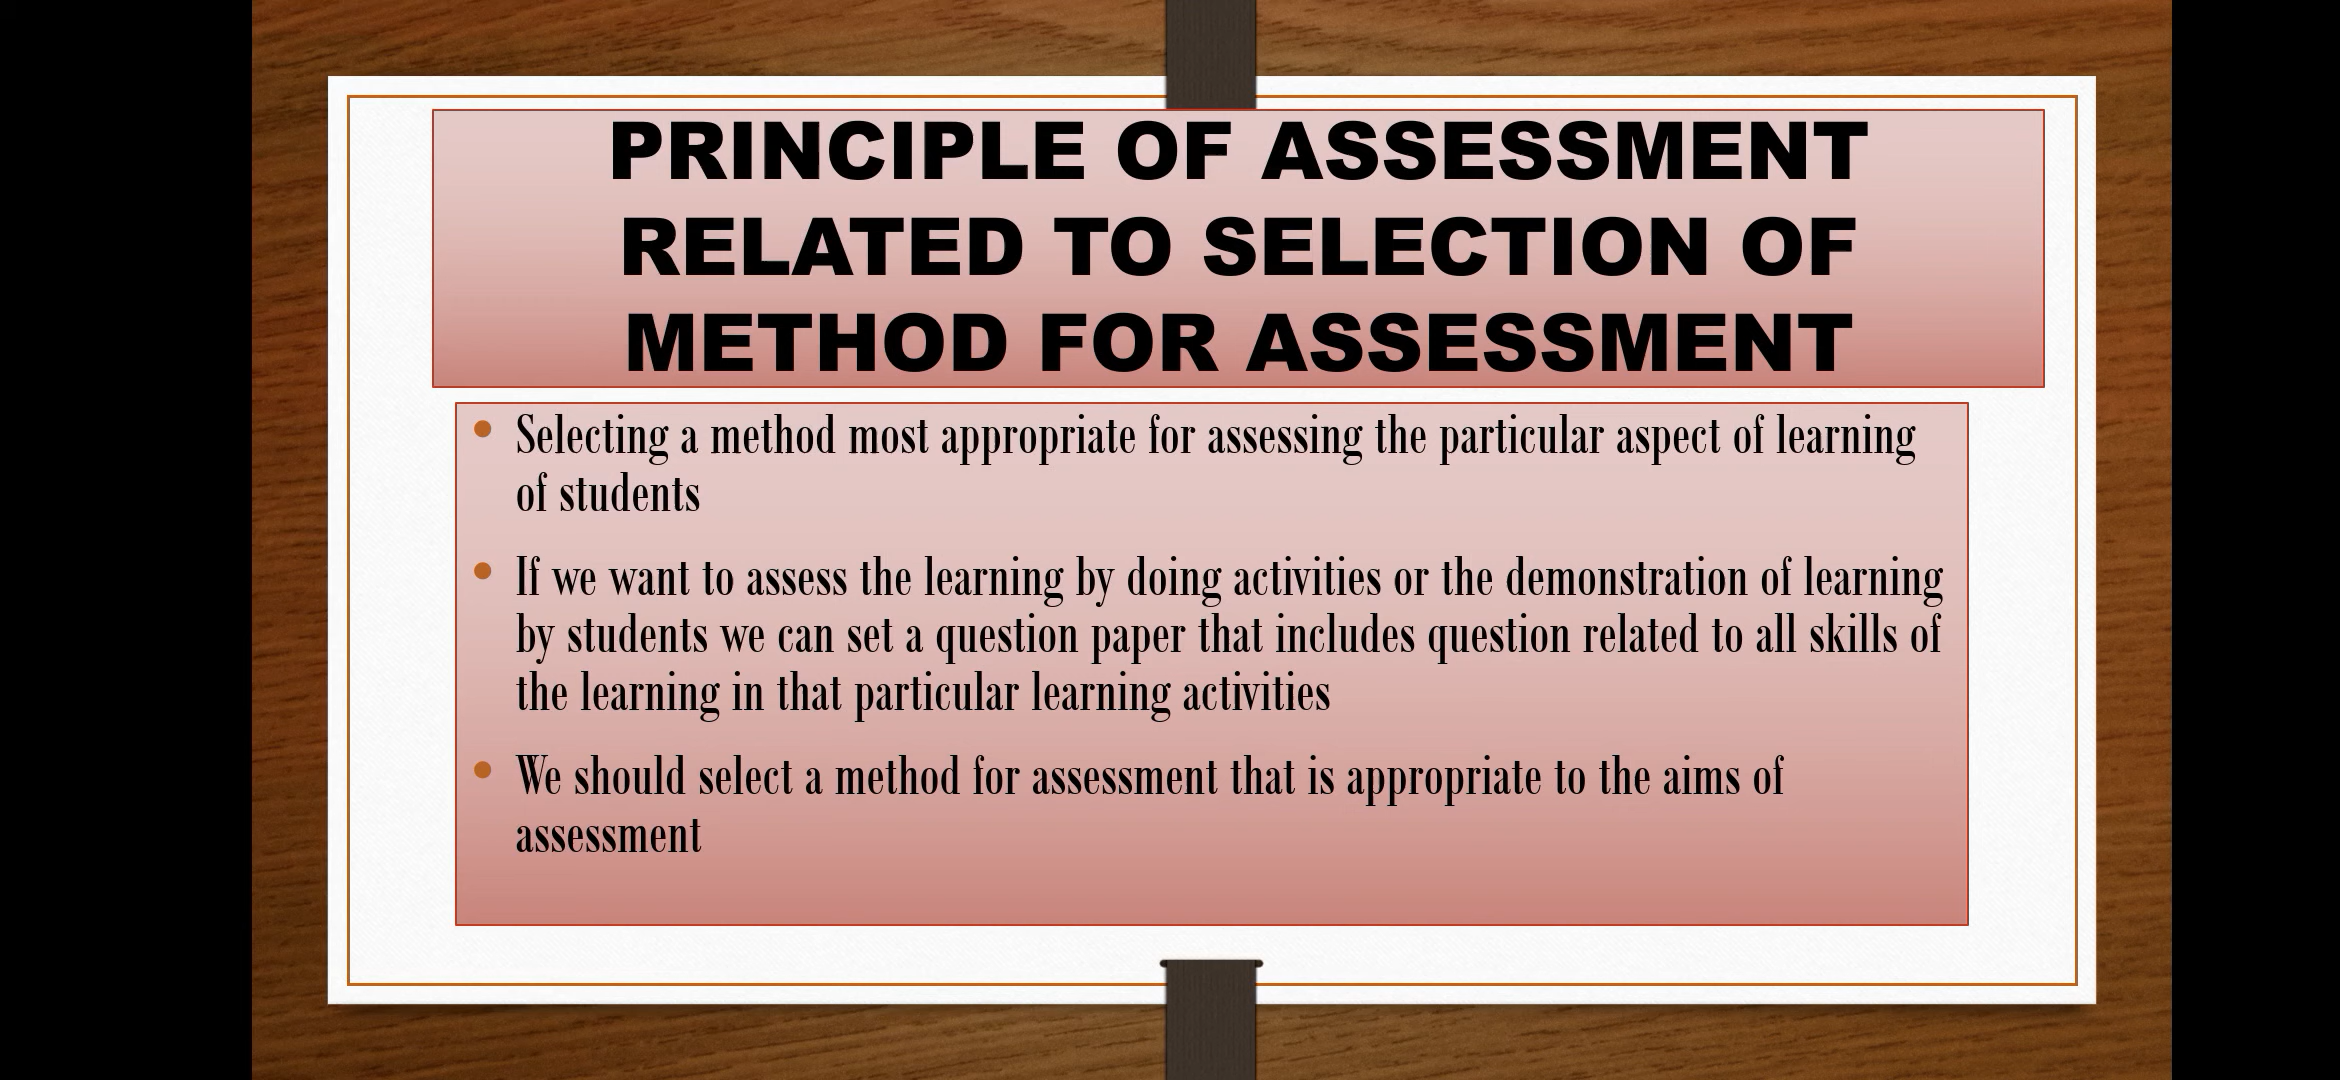 PRINCIPLE OF ASSESSMENT
RELATED TO SELECTION OF
METHOD FOR ASSESSMENT
• Selecting a method most appropriate for assessing the particular aspect of learning
of students
• If we want to assess the learning by doing activities or the demonstration of learning
by students we can set a question paper that includes question related to all skills of
the learning in that particular learning activities
• We should select a method for assessment that is appropriate to the aims of
assessment